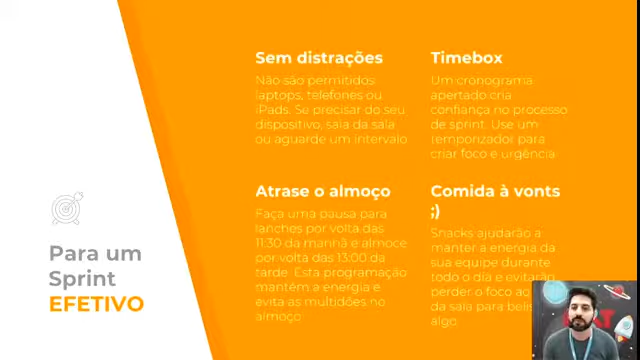 Para um
Sprint
EFETIVO
Sem distrações
Não são permitidos
laptops, telefones ou
iPads. Se precisar do seu
dispositivo, saia da sala
ou aguarde um intervalo
Timebox
Um cronograma
apertado cria
confiança no processo
de sprint. Use um
(temporizador) para
criar foco e urgência
Atrase o almoço
Faça uma pausa para
lanches por volta das
11:30 da manhã e almoce
por volta das 13:00 da
tarde. Esta programação
mantém a energia e
evita as multidões no
almoço
Comida à vonts
;)
Snacks ajudarão a
manter a energia da
sua equipe durante
todo o dia e evitarão
perder o foco ao
da sala para
algo